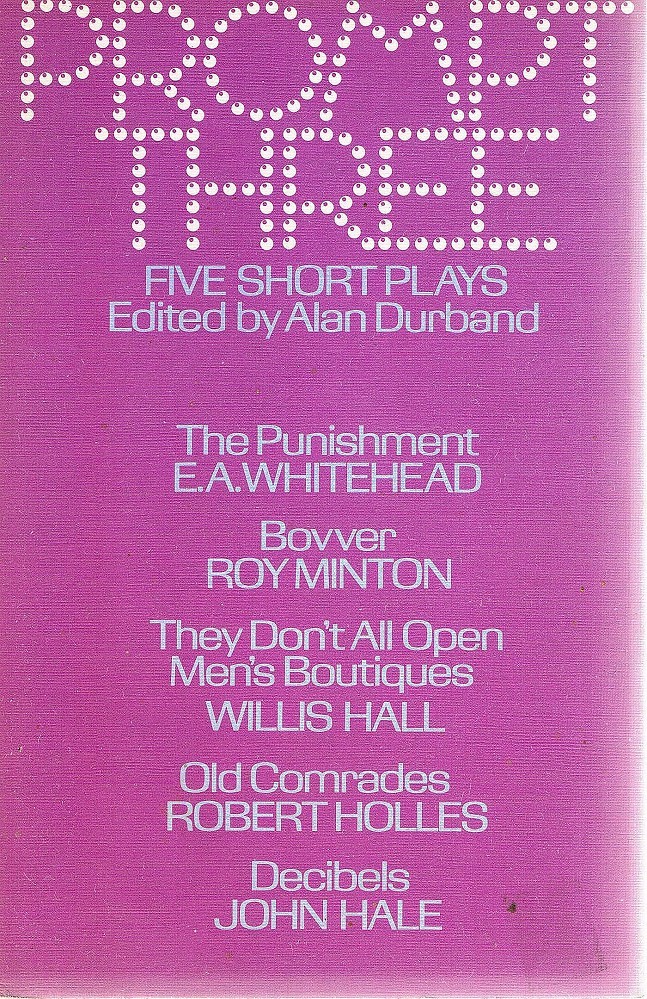 PROMPT
THREE
FIVE SHORT PLAYS
Edited by Alan Durband
The Punishment
E.A.WHITEHEAD
Bovver
ROY MINTON
They Don't All Open
Men's Boutiques
WILLIS HALL
Old Comrades
ROBERT HOLLES
Decibels
JOHN HALE